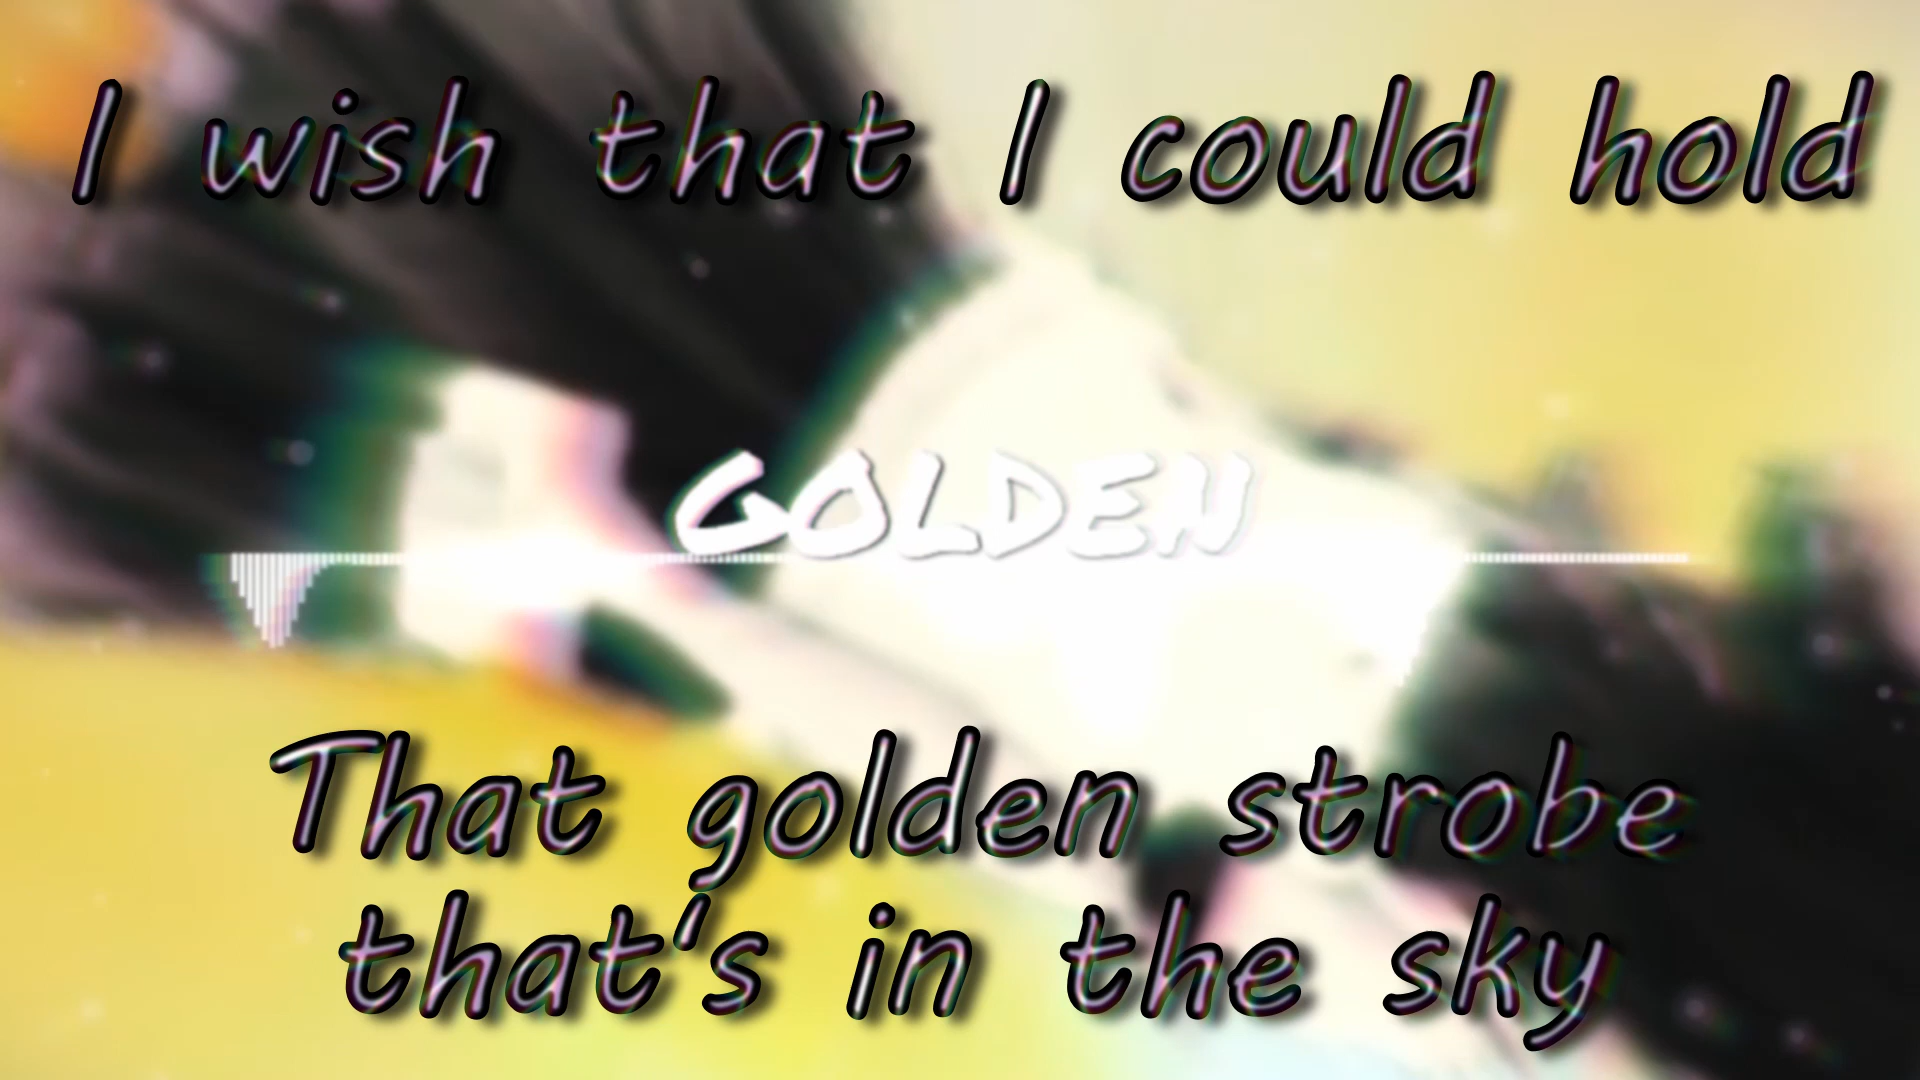 I wish that I could hold
GOLDEN
That golden strobe
that's in the sky